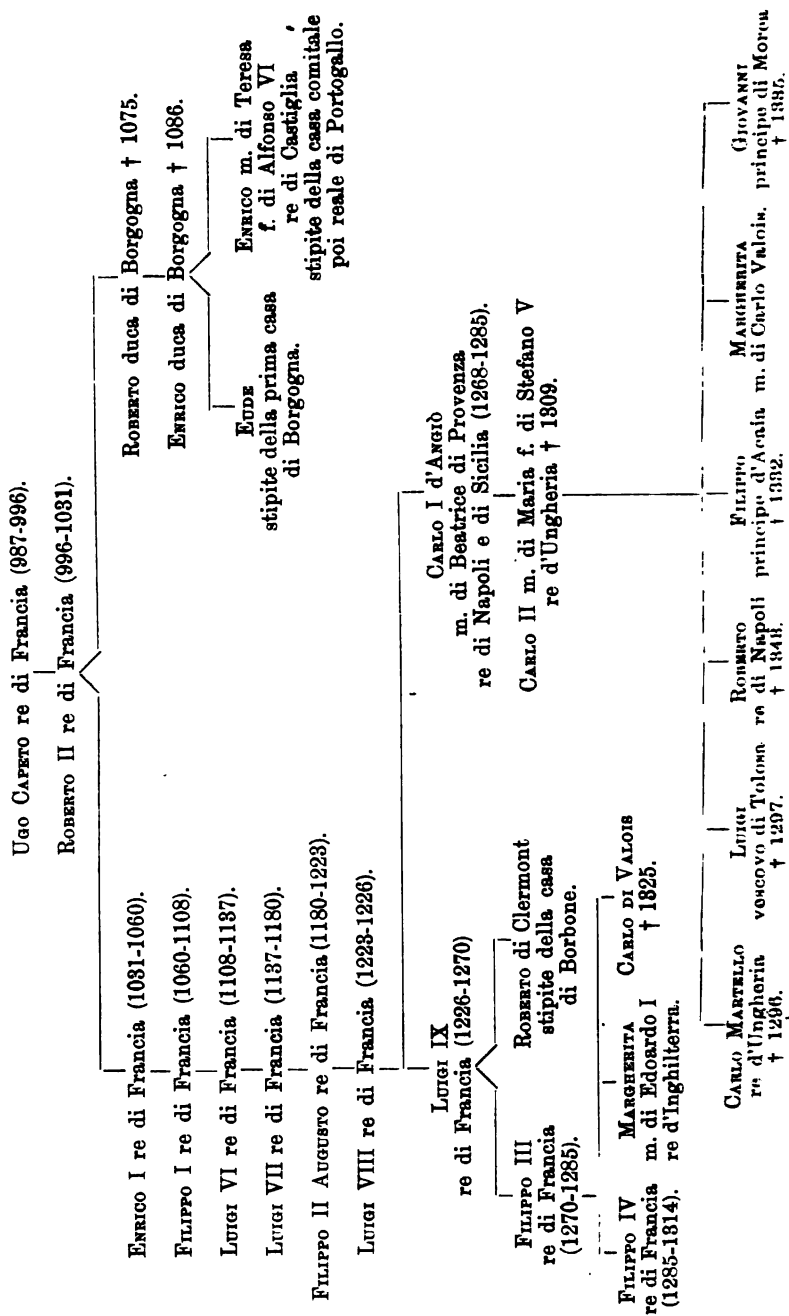 UGO CAPETO re di Francia (987-996).
ROBERTO II re di Francia (996-1031).
ENRICO I re di Francia (1031-1060).
FILIPPO I re di Francia (1060-1108).
LUIGI VI re di Francia (1108-1137).
LUIGI VII re di Francia (1137-1180).
FILIPPO II AUGUSTO re di Francia (1180-1223).
LUIGI VIII re di Francia (1223-1226).
ROBERTO duca di Borgogna † 1075.
ENRICO duca di Borgogna † 1086.
EUDE
stipite della prima casa
di Borgogna.
ENRICO m. di Teresa
f. di Alfonso VI
re di Castiglia,
stipite della casa comitale
poi reale di Portogallo.
LUIGI IX
re di Francia (1226-1270)
CARLO I d'ANGIÒ
m. di Beatrice di Provenza
re di Napoli e di Sicilia (1268-1285).
FILIPPO III
re di Francia
(1270-1285).
ROBERTO di Clermont
stipite della casa
di Borbone.
CARLO II m. di Maria f. di Stefano V
re d'Ungheria † 1309.
FILIPPO IV
re di Francia
(1285-1314).
MARGHERITA
m. di Edoardo I
re d'Inghilterra.
CARLO DI VALOIS
† 1325.
CARLO MARTELLO
re d'Ungheria
† 1296.
LUIGI
vescovo di Tolosa
† 1297.
ROBERTO
re di Napoli
† 1343.
FILIPPO
principe d'Acaia
† 1332.
MARGHERITA
m. di Carlo Valois.
GIOVANNI
principe di Morea
† 1335.